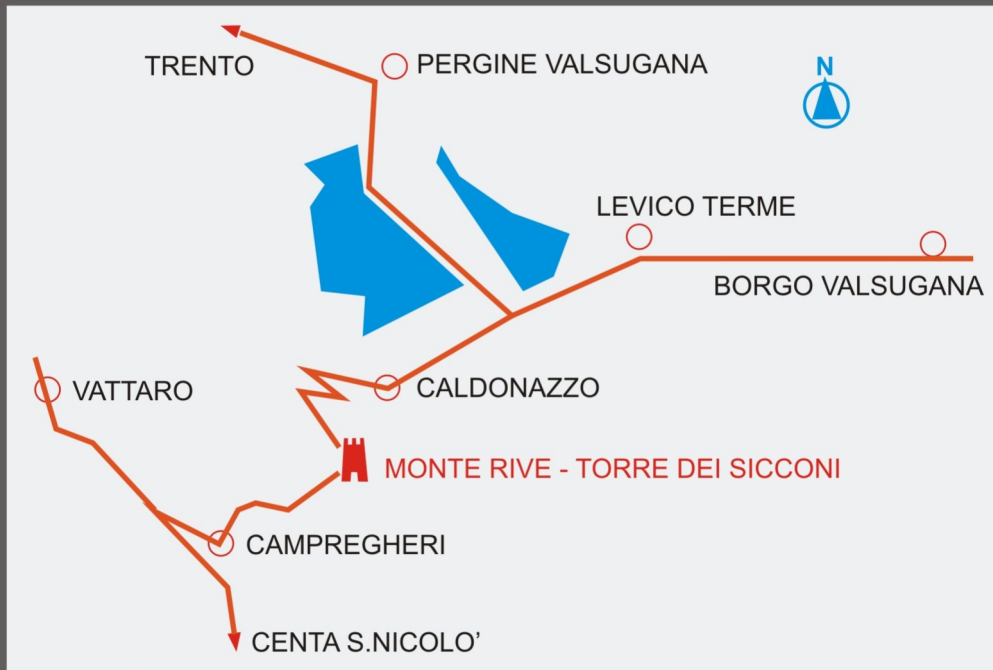 TRENTO
PERGINE VALSUGANA
N
LEVICO TERME
BORGO VALSUGANA
VATTARO
CALDONAZZO
MONTE RIVE - TORRE DEI SICCONI
CAMPREGHERI
CENTA S.NICOLO'